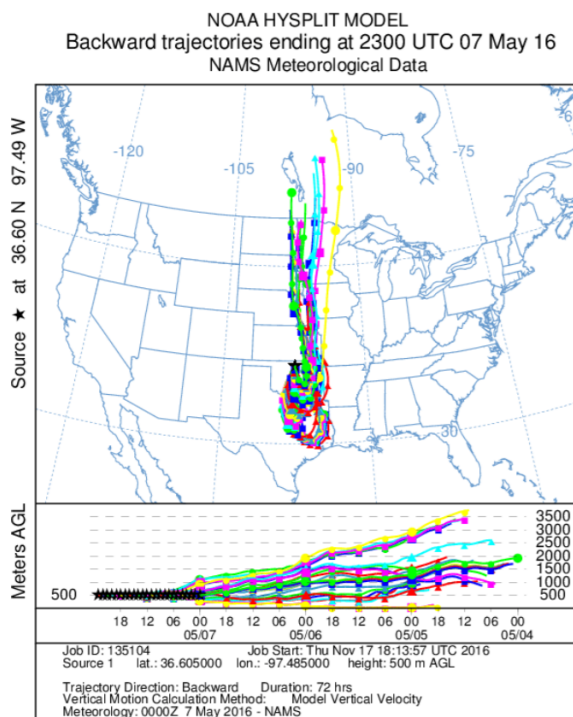 NOAA HYSPLIT MODEL
Backward trajectories ending at 2300 UTC 07 May 16
NAMS Meteorological Data
Source ★ at 36.60 N 97.49 W
-120
-105
-90
-75
-6
30
Meters AGL
500
3500
3000
2500
2000
1500
1000
500
18 12 06 00 18 12 06 00 18 12 06 00 18 12 06 00
05/07 05/06 05/05 05/04
Job ID: 135104 Job Start: Thu Nov 17 18:13:57 UTC 2016
Source 1 lat.: 36.605000 lon.: -97.485000 height: 500 m AGL
Trajectory Direction: Backward Duration: 72 hrs
Vertical Motion Calculation Method: Model Vertical Velocity
Meteorology: 0000Z 7 May 2016 - NAMS